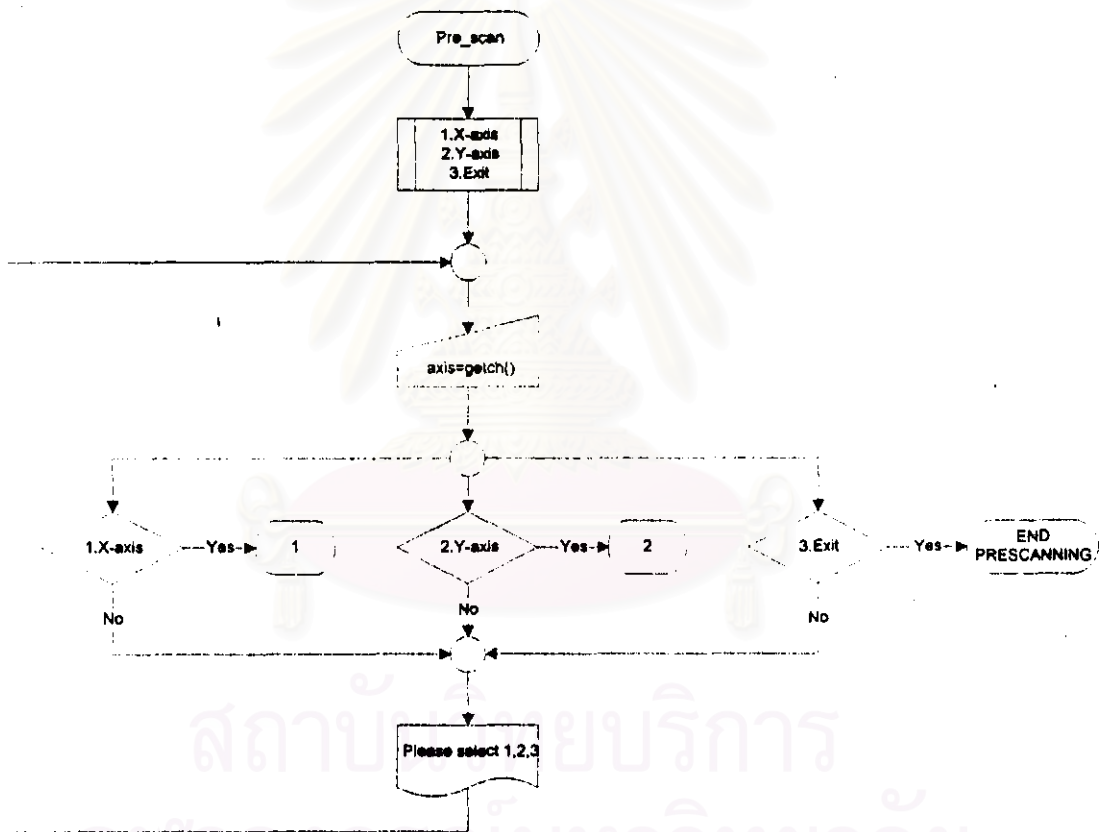 Pre_scan
1.X-axis
2.Y-axis
3.Exit
axis=getch()
1.X-axis
Yes
1
2.Y-axis
Yes
2
3.Exit
Yes
END
PRESCANNING
No
No
No
Please select 1,2,3
สถาบันวิทยบริการ